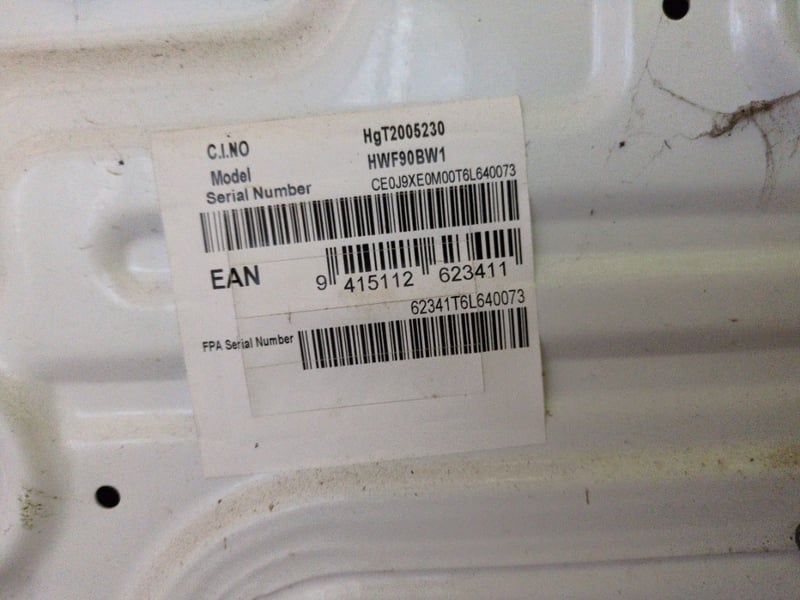 C.I.NO HgT2005230
Model HWF90BW1
Serial Number CE0J9XE0M00T6L640073
EAN 9 415112 623411
62341T6L640073
FPA Serial Number